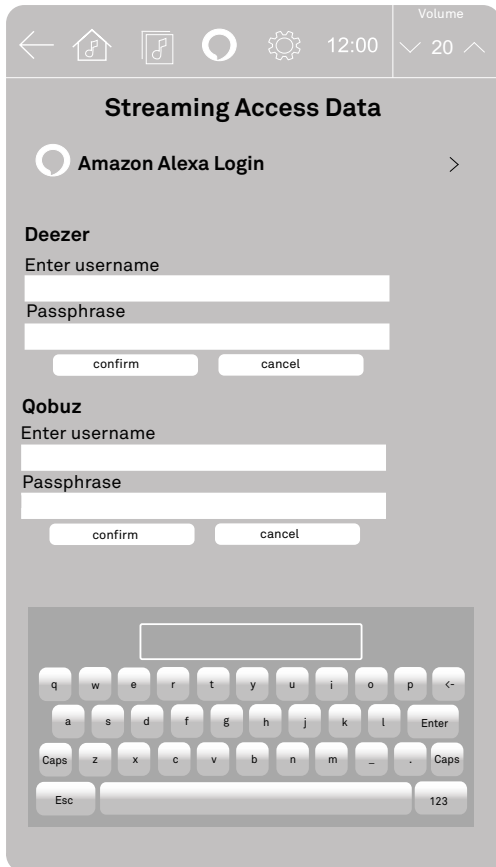 Volume
12:00 20
Streaming Access Data
Amazon Alexa Login >
Deezer
Enter username
Passphrase
confirm cancel
Qobuz
Enter username
Passphrase
confirm cancel
q w e r t y u i o p <-
a s d f g h j k l Enter
Caps z x c v b n m _ . Caps
Esc 123